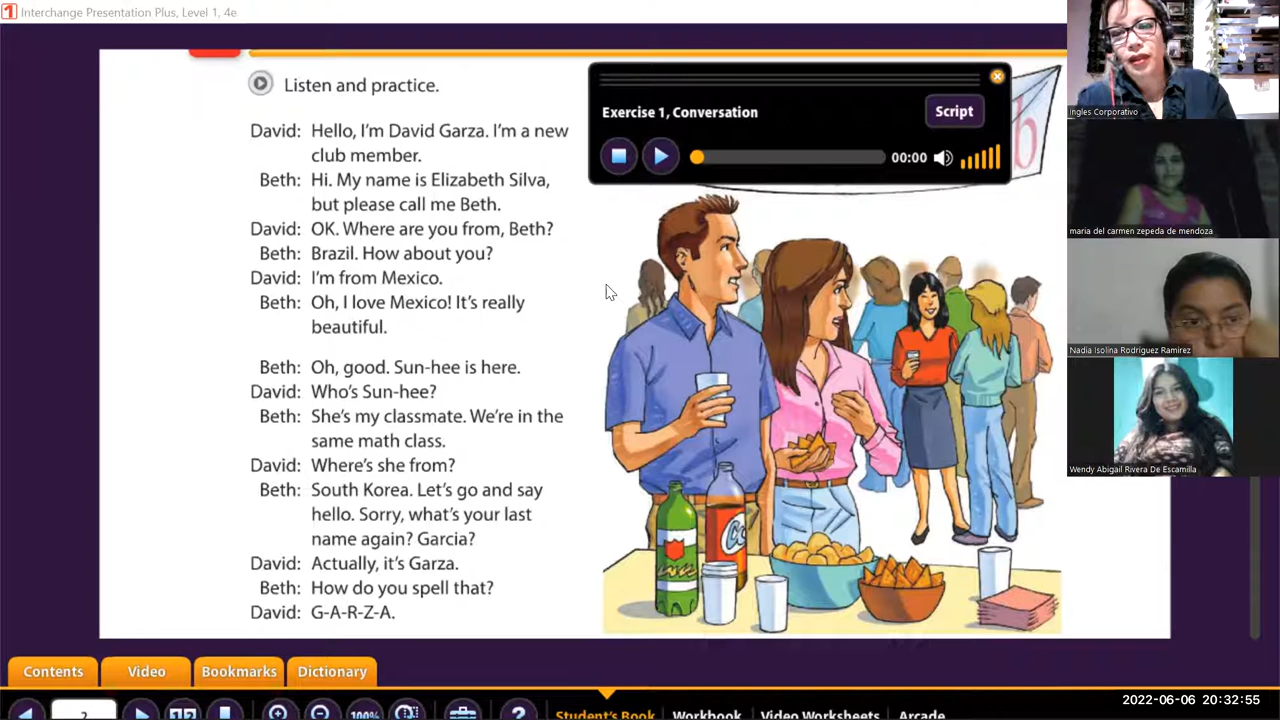 Interchange Presentation Plus, Level 1, 4e
Listen and practice.
David: Hello, I'm David Garza. I'm a new
club member.
Beth: Hi. My name is Elizabeth Silva,
but please call me Beth.
David: OK. Where are you from, Beth?
Beth: Brazil. How about you?
David: I'm from Mexico.
Beth: Oh, I love Mexico! It's really
beautiful.
Beth: Oh, good. Sun-hee is here.
David: Who's Sun-hee?
Beth: She's my classmate. We're in the
same math class.
David: Where's she from?
Beth: South Korea. Let's go and say
hello. Sorry, what's your last
name again? Garcia?
David: Actually, it's Garza.
Beth: How do you spell that?
David: G-A-R-Z-A.
Exercise 1, Conversation
Script
00:00
b
Co
Ingles Corporativo
maria del carmen zepeda de mendoza
Nadia Isolina Rodriguez Ramirez
Wendy Abigail Rivera De Escamilla
Contents Video Bookmarks Dictionary
2
100%
?
Student's Book Workbook Video Worksheets Arcade
2022-06-06 20:32:55